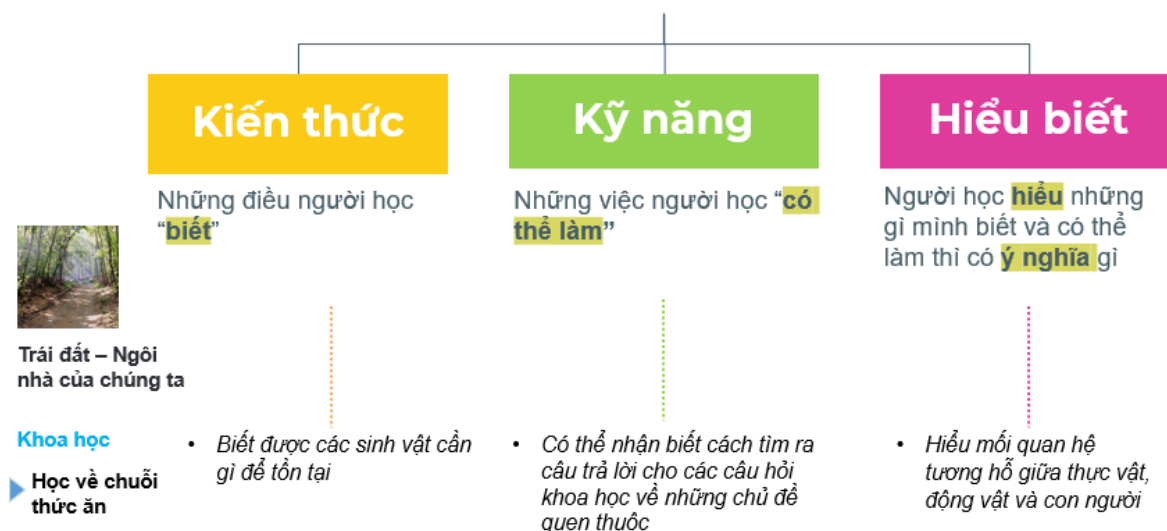 Kiến thức
Kỹ năng
Hiểu biết
Những điều người học
“biết”
Những việc người học “có
thể làm”
Người học hiểu những
gì mình biết và có thể
làm thì có ý nghĩa gì
Trái đất – Ngôi
nhà của chúng ta
Khoa học
Học về chuỗi
thức ăn
• Biết được các sinh vật cần
gì để tồn tại
• Có thể nhận biết cách tìm ra
câu trả lời cho các câu hỏi
khoa học về những chủ đề
quen thuộc
• Hiểu mối quan hệ
tương hỗ giữa thực vật,
động vật và con người